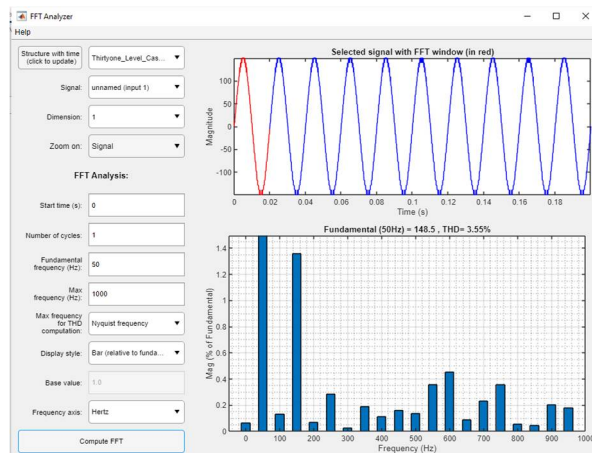 FFT Analyzer
Help
Structure with time
(click to update)
Thirtyone_Level_Cas...
Signal:
unnamed (input 1)
Dimension:
1
Zoom on:
Signal
FFT Analysis:
Start time (s):
0
Number of cycles:
1
Fundamental
frequency (Hz):
50
Max
frequency (Hz):
1000
Max frequency
for THD
computation:
Nyquist frequency
Display style:
Bar (relative to funda...
Base value:
1.0
Frequency axis:
Hertz
Compute FFT
Selected signal with FFT window (in red)
Magnitude
100
50
0
-50
-100
0 0.02 0.04 0.06 0.08 0.1 0.12 0.14 0.16 0.18
Time (s)
Fundamental (50Hz) = 148.5 , THD= 3.55%
Mag (% of Fundamental)
1.4
1.2
1
0.8
0.6
0.4
0.2
0
0 100 200 300 400 500 600 700 800 900 1000
Frequency (Hz)